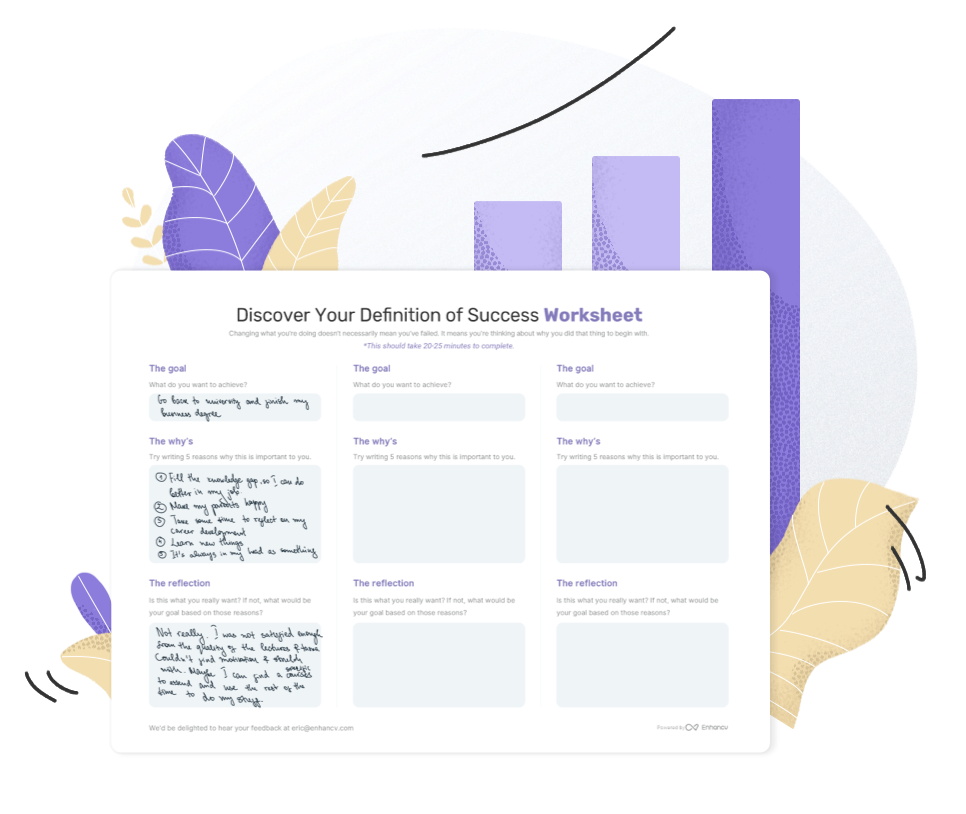 Discover Your Definition of Success Worksheet
Changing what you're doing doesn't necessarily mean you've failed. It means you're thinking about why you did that thing to begin with.
*This should take 20-25 minutes to complete.
The goal
What do you want to achieve?
Go back to university and finish my
business degree
The why's
Try writing 5 reasons why this is important to you.
1 Fill the knowledge gap, so I can do
better in my job
2 Make my parents happy
3 Take some time to reflect on my
career development
4 Learn new things
5 It's always in my head as something
The reflection
Is this what you really want? If not, what would be
your goal based on those reasons?
Not really. I was not satisfied enough
from the quality of the lectures &
Couldn't find motivation &
with. Maybe I can find a specific courses
to attend and use the rest of the
time to do my stuff.
The goal
What do you want to achieve?
The why's
Try writing 5 reasons why this is important to you.
The reflection
Is this what you really want? If not, what would be
your goal based on those reasons?
The goal
What do you want to achieve?
The why's
Try writing 5 reasons why this is important to you.
The reflection
Is this what you really want? If not, what would be
your goal based on those reasons?
We'd be delighted to hear your feedback at eric@enhancv.com
Powered by Enhancv